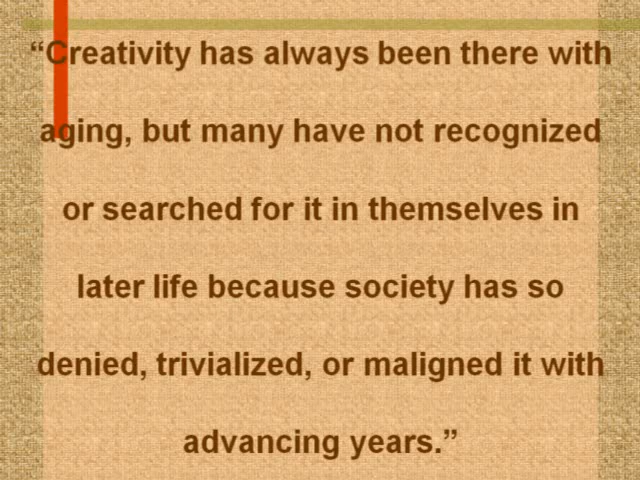 “Creativity has always been there with
aging, but many have not recognized
or searched for it in themselves in
later life because society has so
denied, trivialized, or maligned it with
advancing years.”